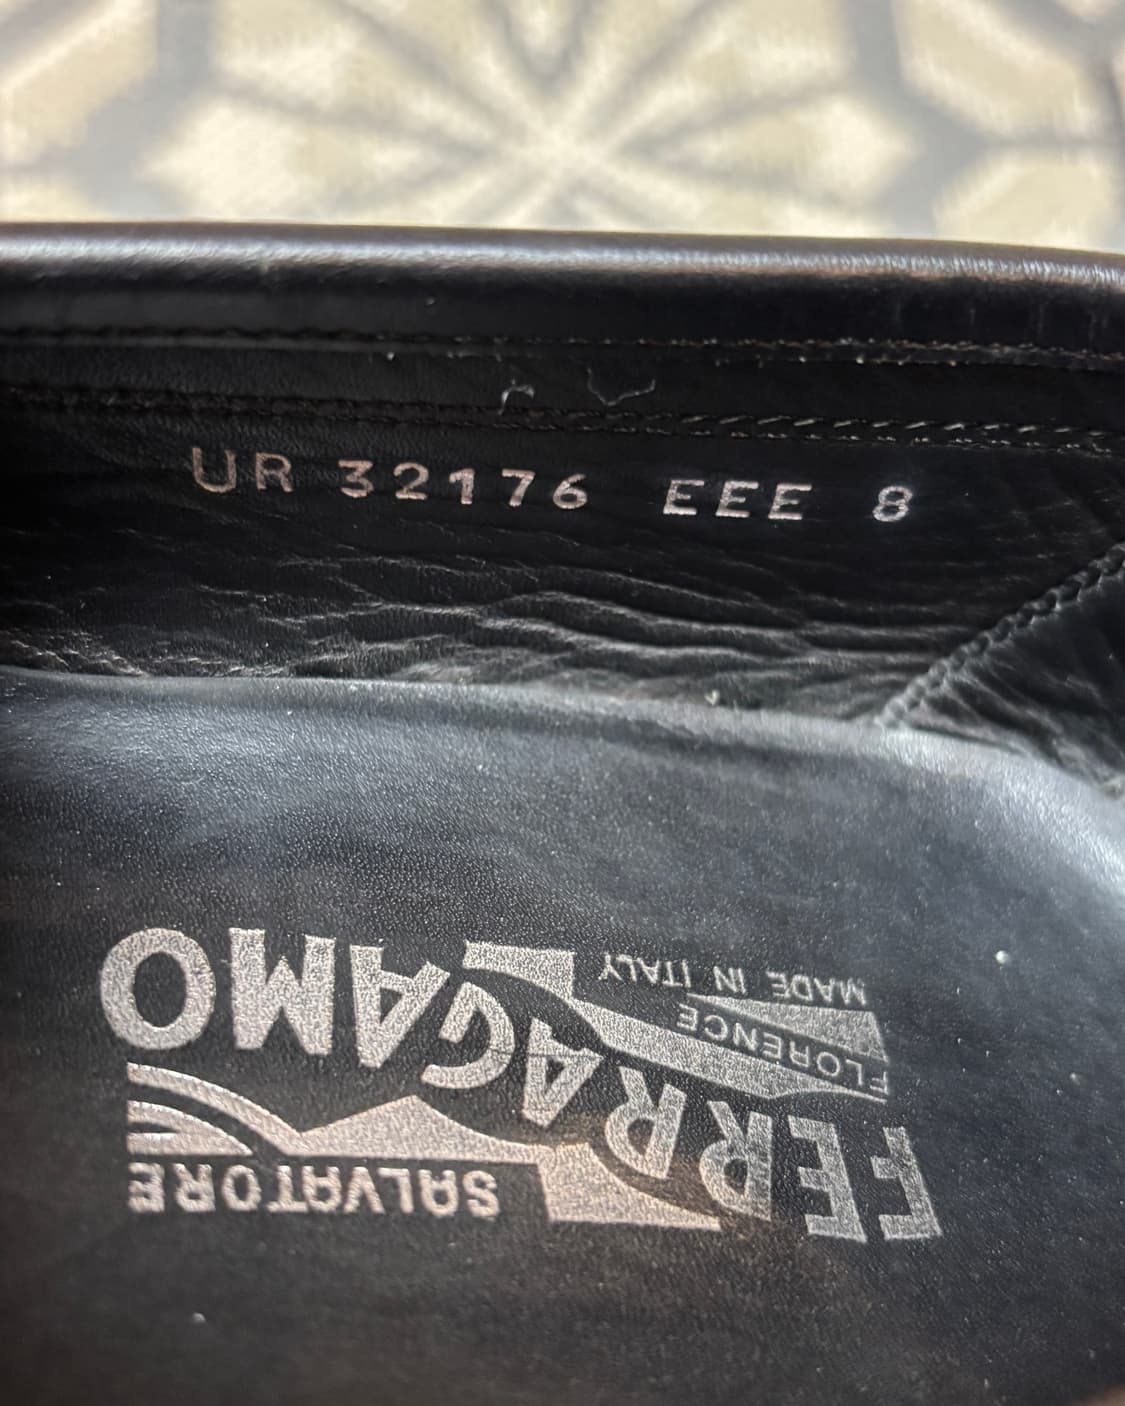 UR 32176 EEE 8
SALVATORE
FERRAGAMO
FLORENCE
MADE IN ITALY